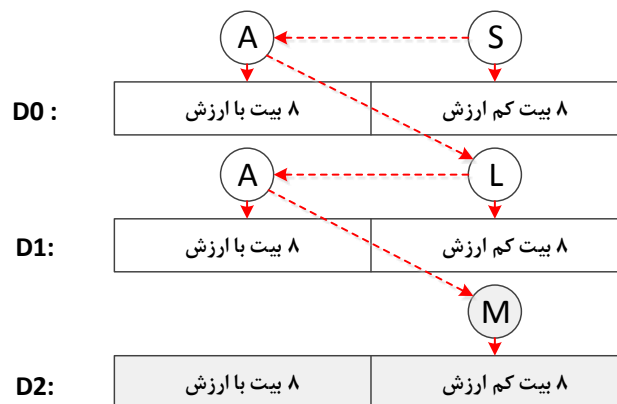 A S
D0 : ۸ بیت با ارزش ۸ بیت کم ارزش
A L
D1: ۸ بیت با ارزش ۸ بیت کم ارزش
M
D2: ۸ بیت با ارزش ۸ بیت کم ارزش